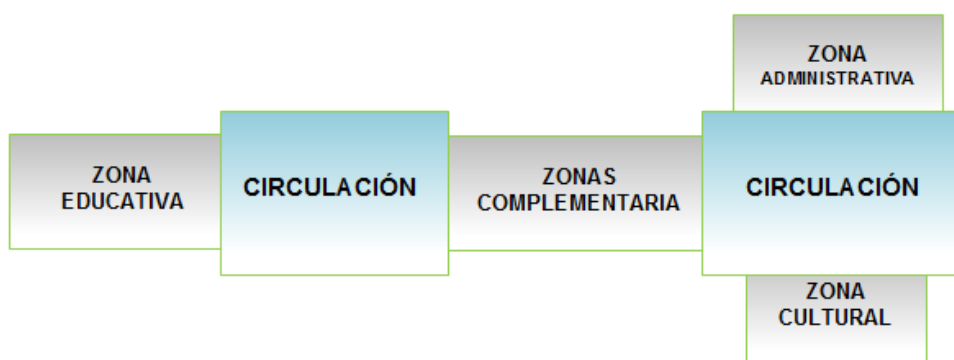 ZONA
ADMINISTRATIVA
ZONA
EDUCATIVA
CIRCULACIÓN
ZONAS
COMPLEMENTARIA
CIRCULACIÓN
ZONA
CULTURAL